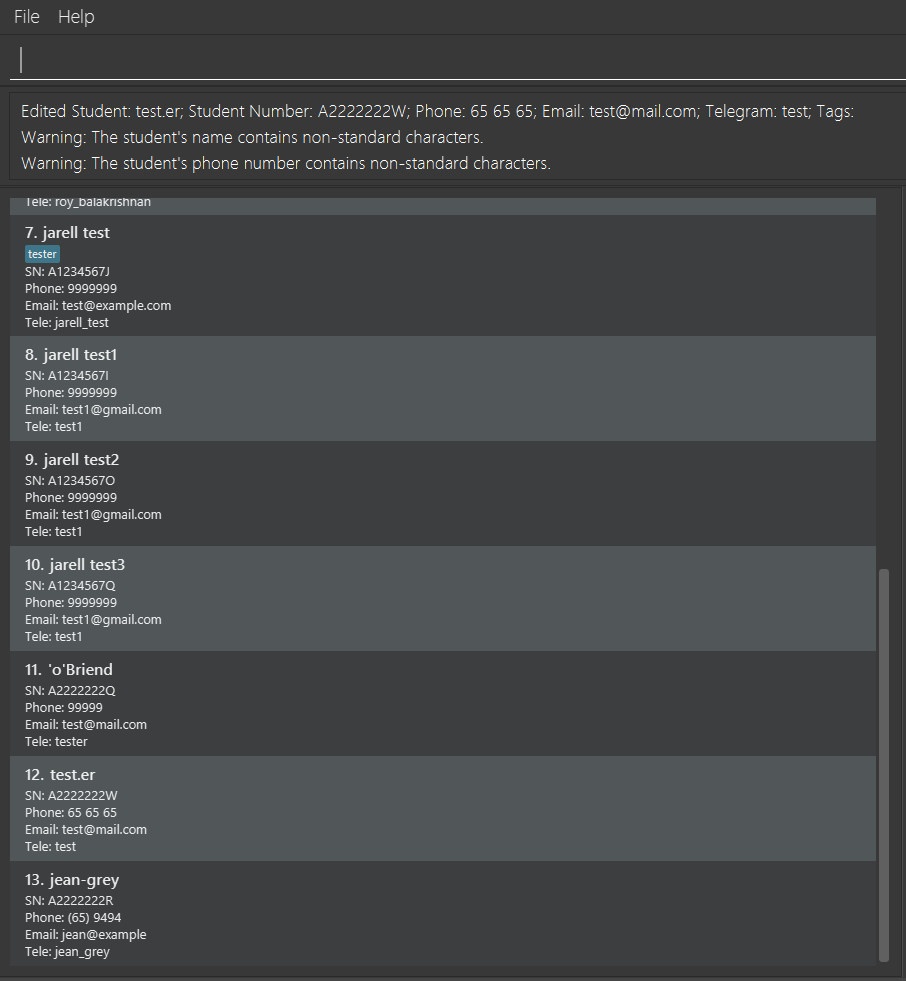 File Help
Edited Student: test.er; Student Number: A2222222W; Phone: 65 65 65; Email: test@mail.com; Telegram: test; Tags:
Warning: The student's name contains non-standard characters.
Warning: The student's phone number contains non-standard characters.
Tele: roy_balakrishnan
7. jarell test
tester
SN: A1234567J
Phone: 9999999
Email: test@example.com
Tele: jarell_test
8. jarell test1
SN: A1234567I
Phone: 9999999
Email: test1@gmail.com
Tele: test1
9. jarell test2
SN: A1234567O
Phone: 9999999
Email: test1@gmail.com
Tele: test1
10. jarell test3
SN: A1234567Q
Phone: 9999999
Email: test1@gmail.com
Tele: test1
11. 'o'Briend
SN: A2222222Q
Phone: 99999
Email: test@mail.com
Tele: tester
12. test.er
SN: A2222222W
Phone: 65 65 65
Email: test@mail.com
Tele: test
13. jean-grey
SN: A2222222R
Phone: (65) 9494
Email: jean@example
Tele: jean_grey